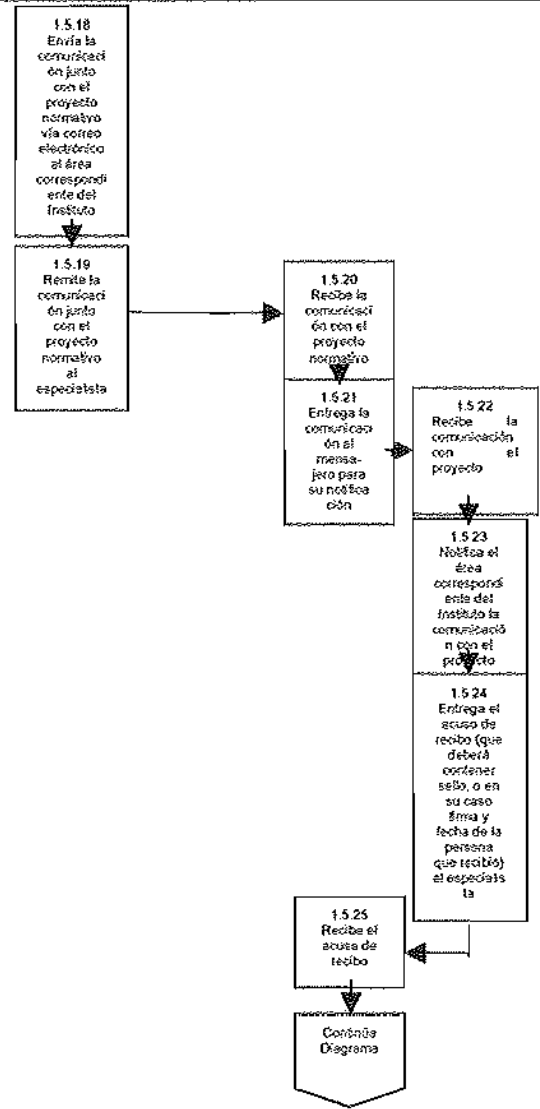 1.5.18
Envía la
comunicaci
ón junto
con el
proyecto
normativo
vía correo
electrónico
al área
correspondi
ente del
Instituto
1.5.19
Remite la
comunicaci
ón junto
con el
proyecto
normativo
al
especialista
1.5.20
Recibe la
comunicaci
ón con el
proyecto
normativo
1.5.21
Entrega la
comunicaci
ón al
mensa-
jero para
su notifica
ción
1.5.22
Recibe la
comunicación
con el
proyecto
1.5.23
Notifica el
área
correspondi
ente del
Instituto la
comunicació
n con el
proyecto
1.5.24
Entrega el
acuso de
recibo (que
deberá
contener
sello, o en
su caso
firma y
fecha de la
persona
que recibió)
al especialis
ta
1.5.25
Recibe el
acuse de
recibo
Continúa
Diagrama